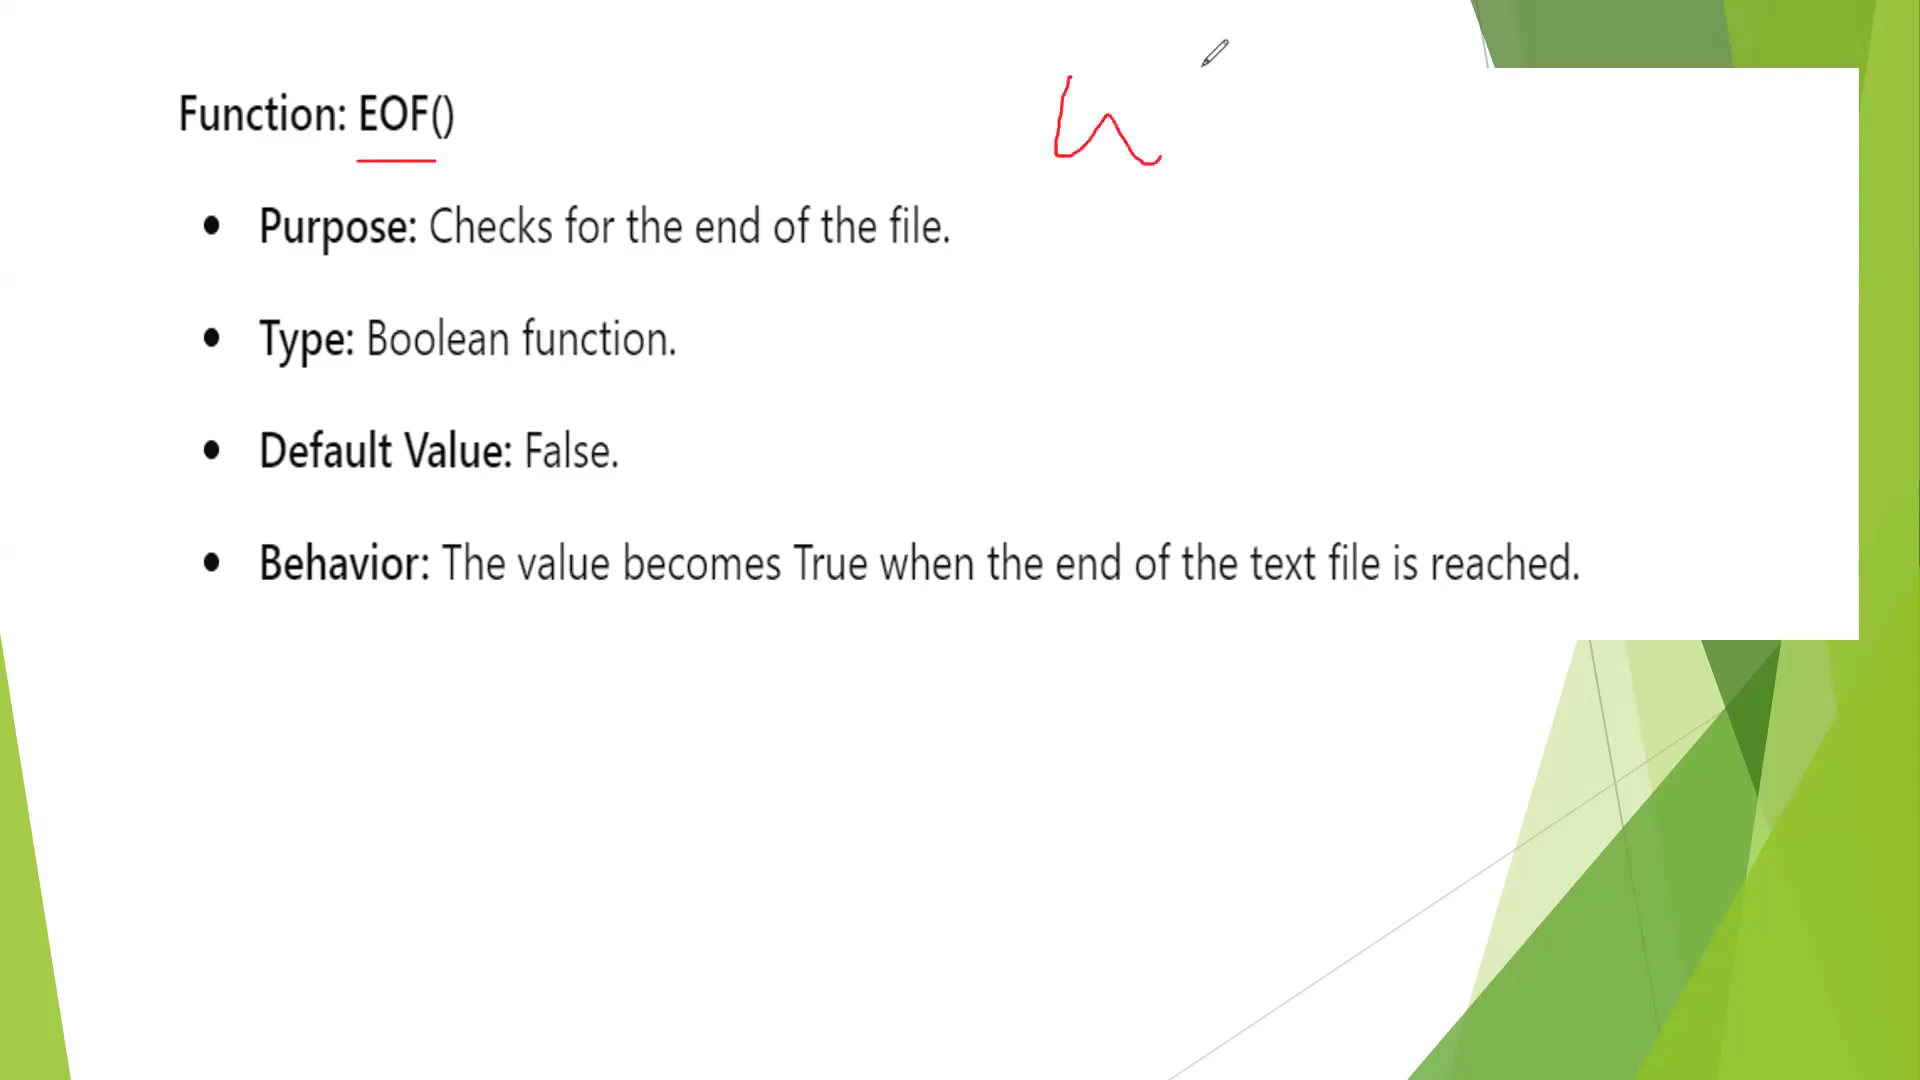 Function: EOF()
• Purpose: Checks for the end of the file.
• Type: Boolean function.
• Default Value: False.
• Behavior: The value becomes True when the end of the text file is reached.